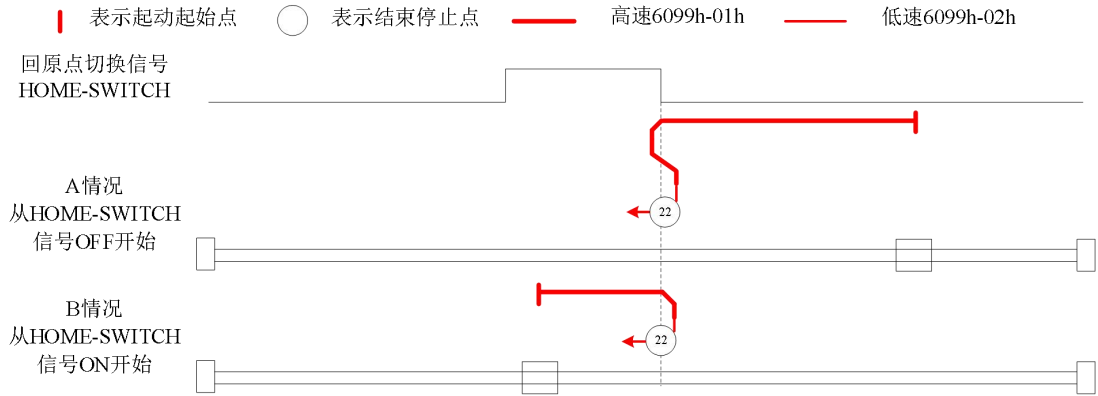 表示起动起始点 表示结束停止点 高速6099h-01h 低速6099h-02h
回原点切换信号
HOME-SWITCH
A情况
从HOME-SWITCH
信号OFF开始
22
B情况
从HOME-SWITCH
信号ON开始
22